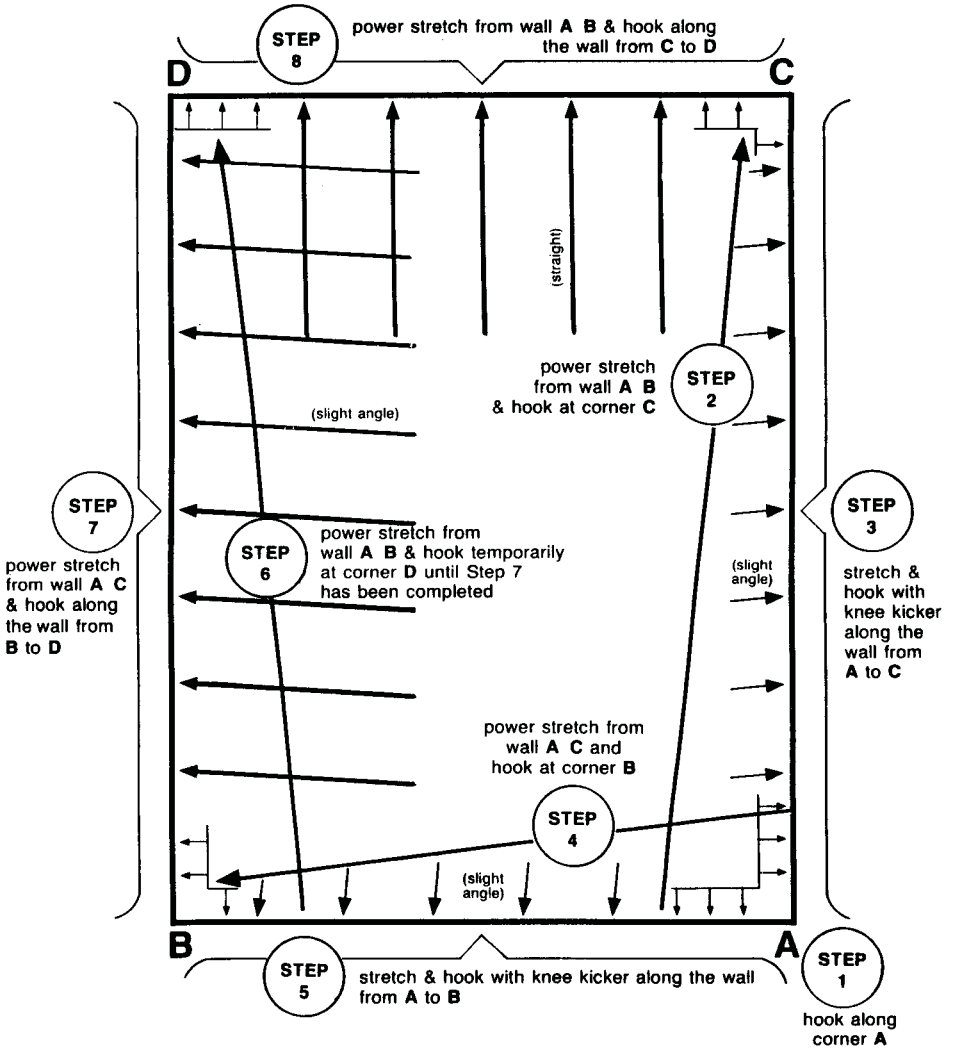 STEP
8
power stretch from wall A B & hook along
the wall from C to D
D
C
(straight)
power stretch
from wall A B
& hook at corner C
STEP
2
(slight angle)
STEP
7
power stretch
from wall A C
& hook along
the wall from
B to D
STEP
6
power stretch from
wall A B & hook temporarily
at corner D until Step 7
has been completed
(slight
angle)
STEP
3
stretch &
hook with
knee kicker
along the
wall from
A to C
power stretch from
wall A C and
hook at corner B
STEP
4
(slight
angle)
B
A
STEP
5
stretch & hook with knee kicker along the wall
from A to B
STEP
1
hook along
corner A